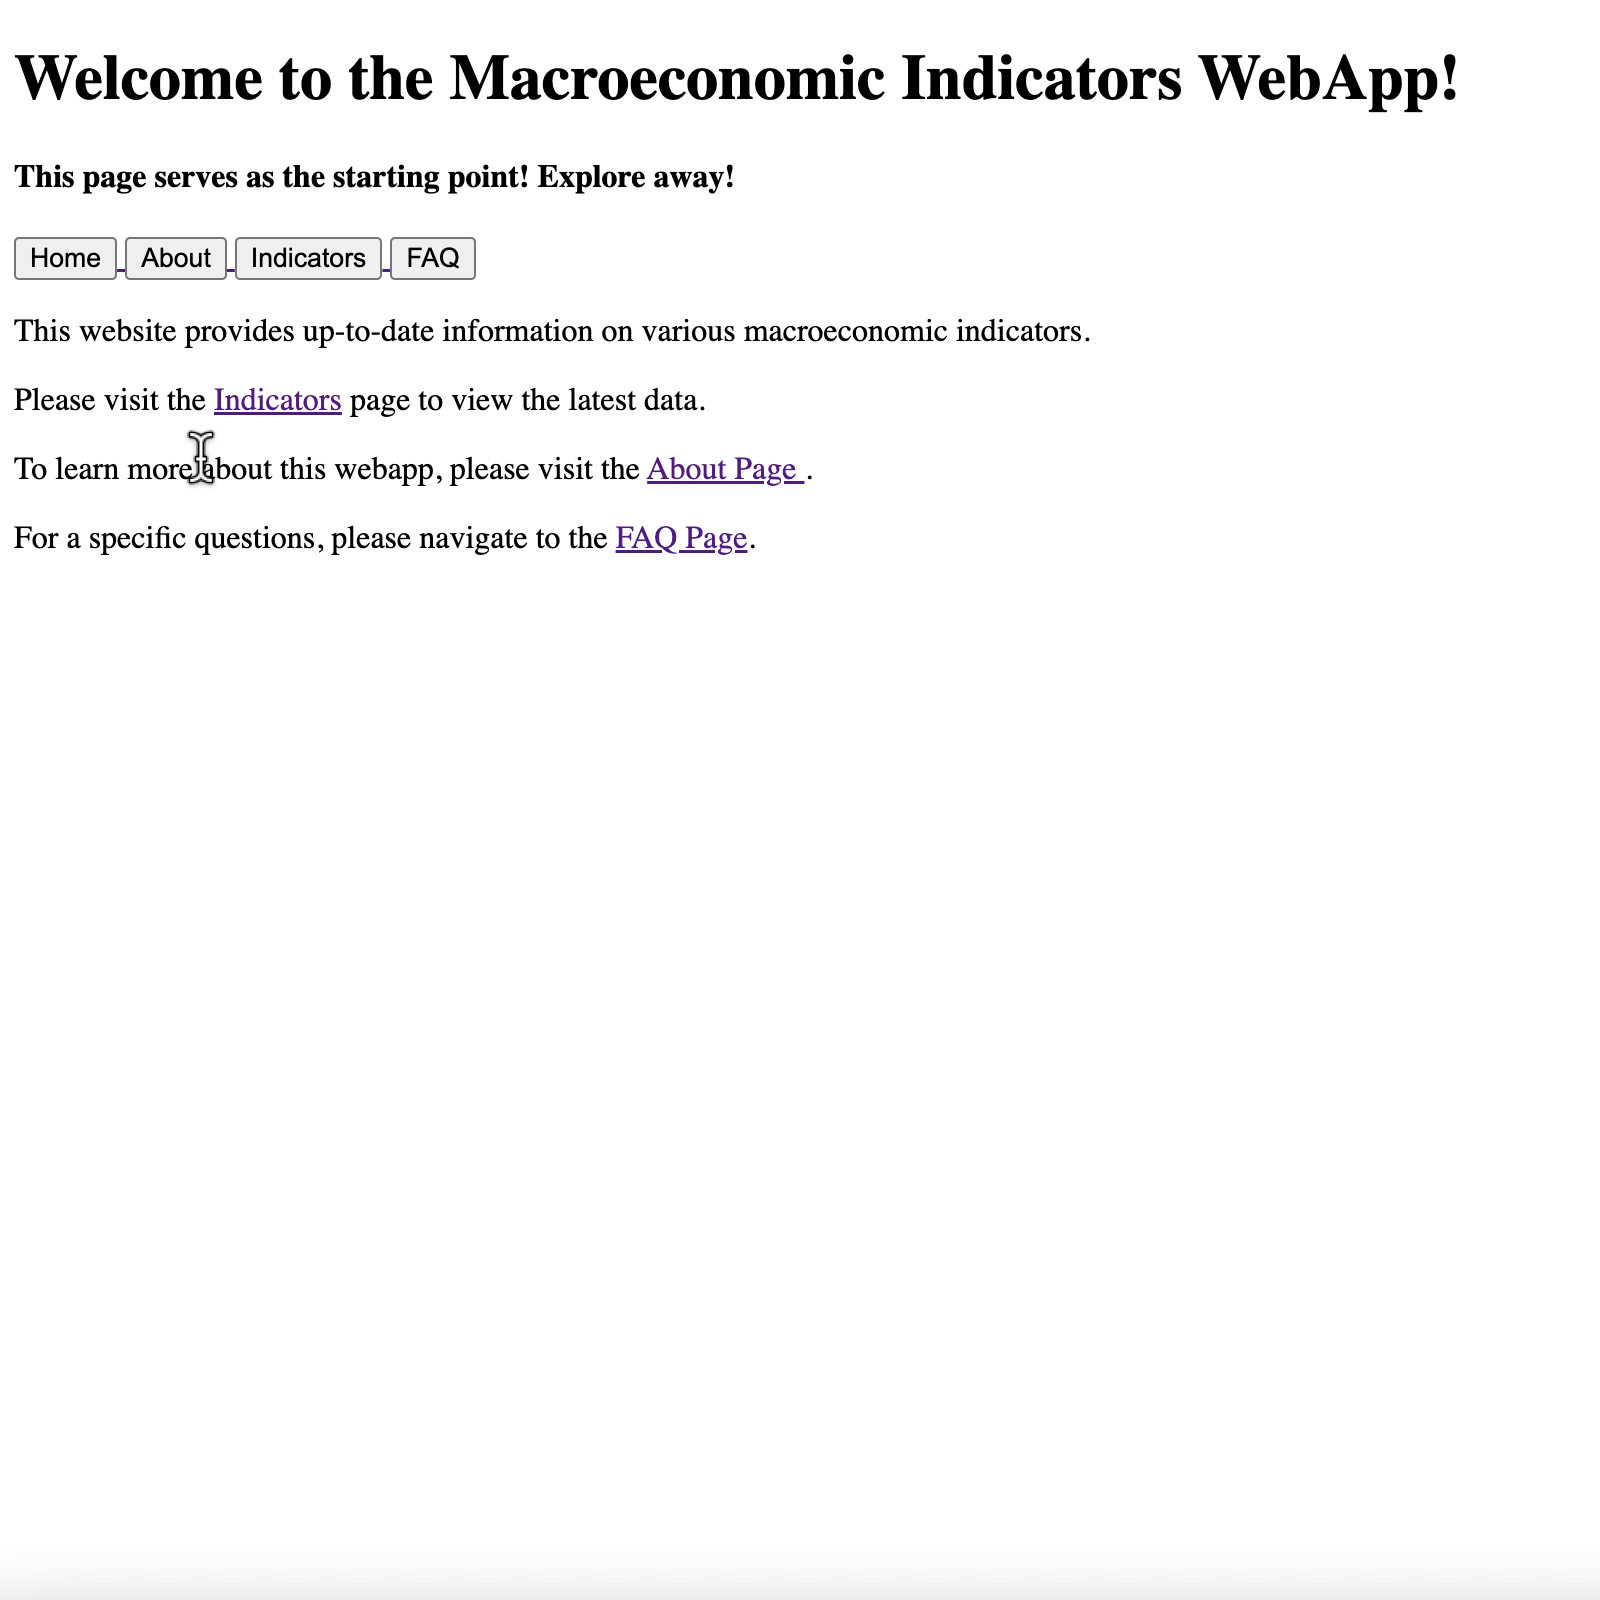 Welcome to the Macroeconomic Indicators WebApp!
This page serves as the starting point! Explore away!
Home About Indicators FAQ
This website provides up-to-date information on various macroeconomic indicators.
Please visit the Indicators page to view the latest data.
To learn more about this webapp, please visit the About Page .
For a specific questions, please navigate to the FAQ Page.